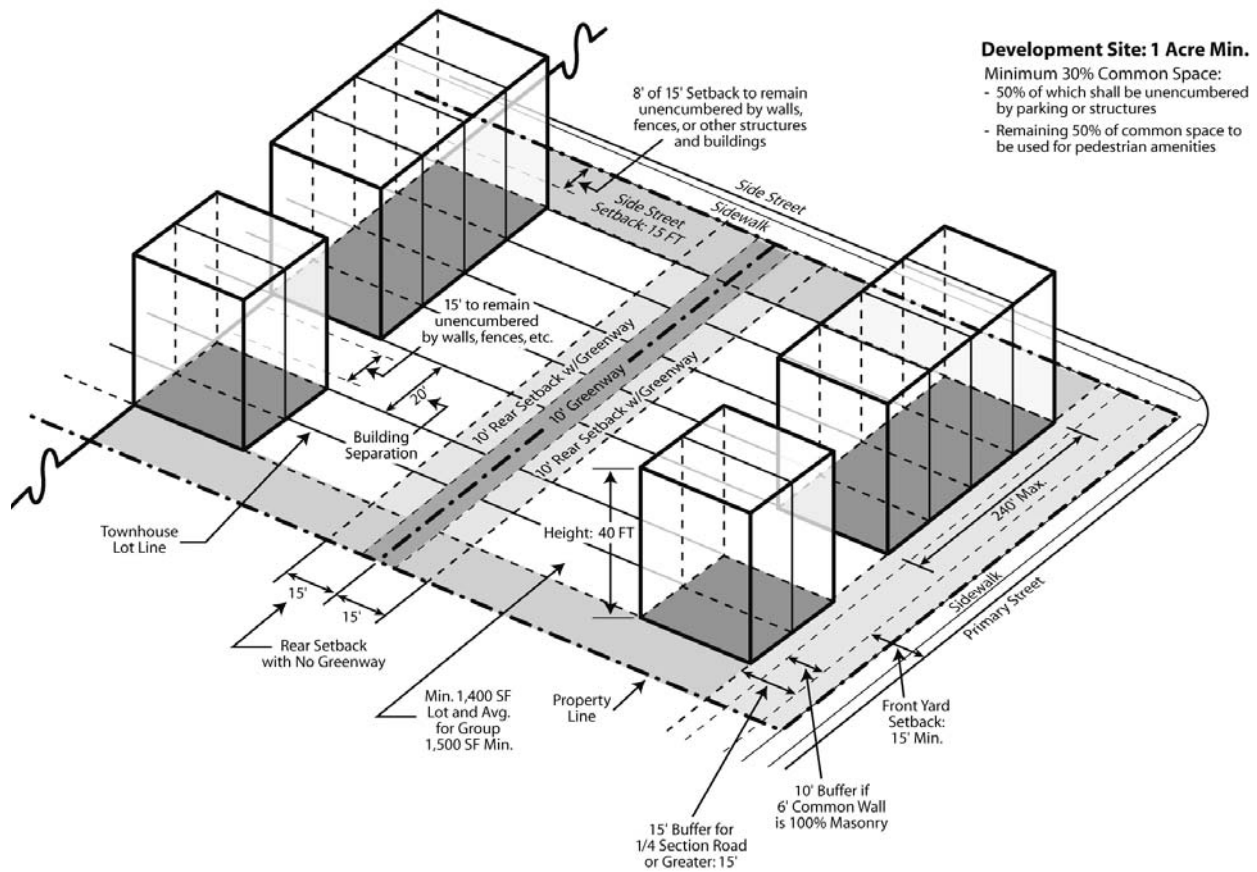 Development Site: 1 Acre Min.
Minimum 30% Common Space:
- 50% of which shall be unencumbered
by parking or structures
- Remaining 50% of common space to
be used for pedestrian amenities
8' of 15' Setback to remain
unencumbered by walls,
fences, or other structures
and buildings
Side Street
Sidewalk
Side Street
Setback: 15 FT
15' to remain
unencumbered
by walls, fences, etc.
20'
Building
Separation
10' Rear Setback w/Greenway
10' Greenway
10' Rear Setback w/Greenway
Height: 40 FT
240' Max.
Sidewalk
Primary Street
Townhouse
Lot Line
15'
15'
Rear Setback
with No Greenway
Min. 1,400 SF
Lot and Avg.
for Group
1,500 SF Min.
Property
Line
Front Yard
Setback:
15' Min.
10' Buffer if
6' Common Wall
is 100% Masonry
15' Buffer for
1/4 Section Road
or Greater: 15'